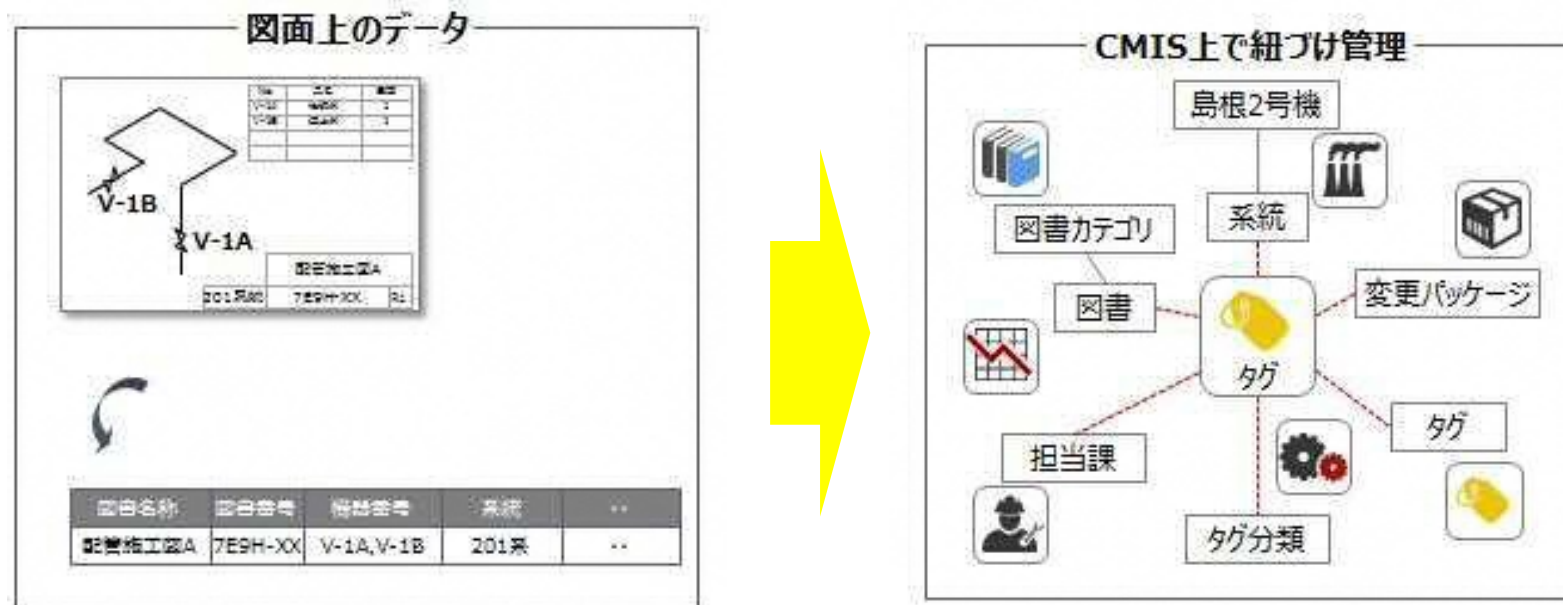 図面上のデータ
V-1B
V-1A
配管施工図A
201系統 7E9H-XX
図書名称 図書番号 機器番号 系統 ..
配管施工図A 7E9H-XX V-1A,V-1B 201系 ..
CMIS上で紐づけ管理
島根2号機
図書カテゴリ
系統
図書
変更パッケージ
タグ
担当課
タグ
タグ分類